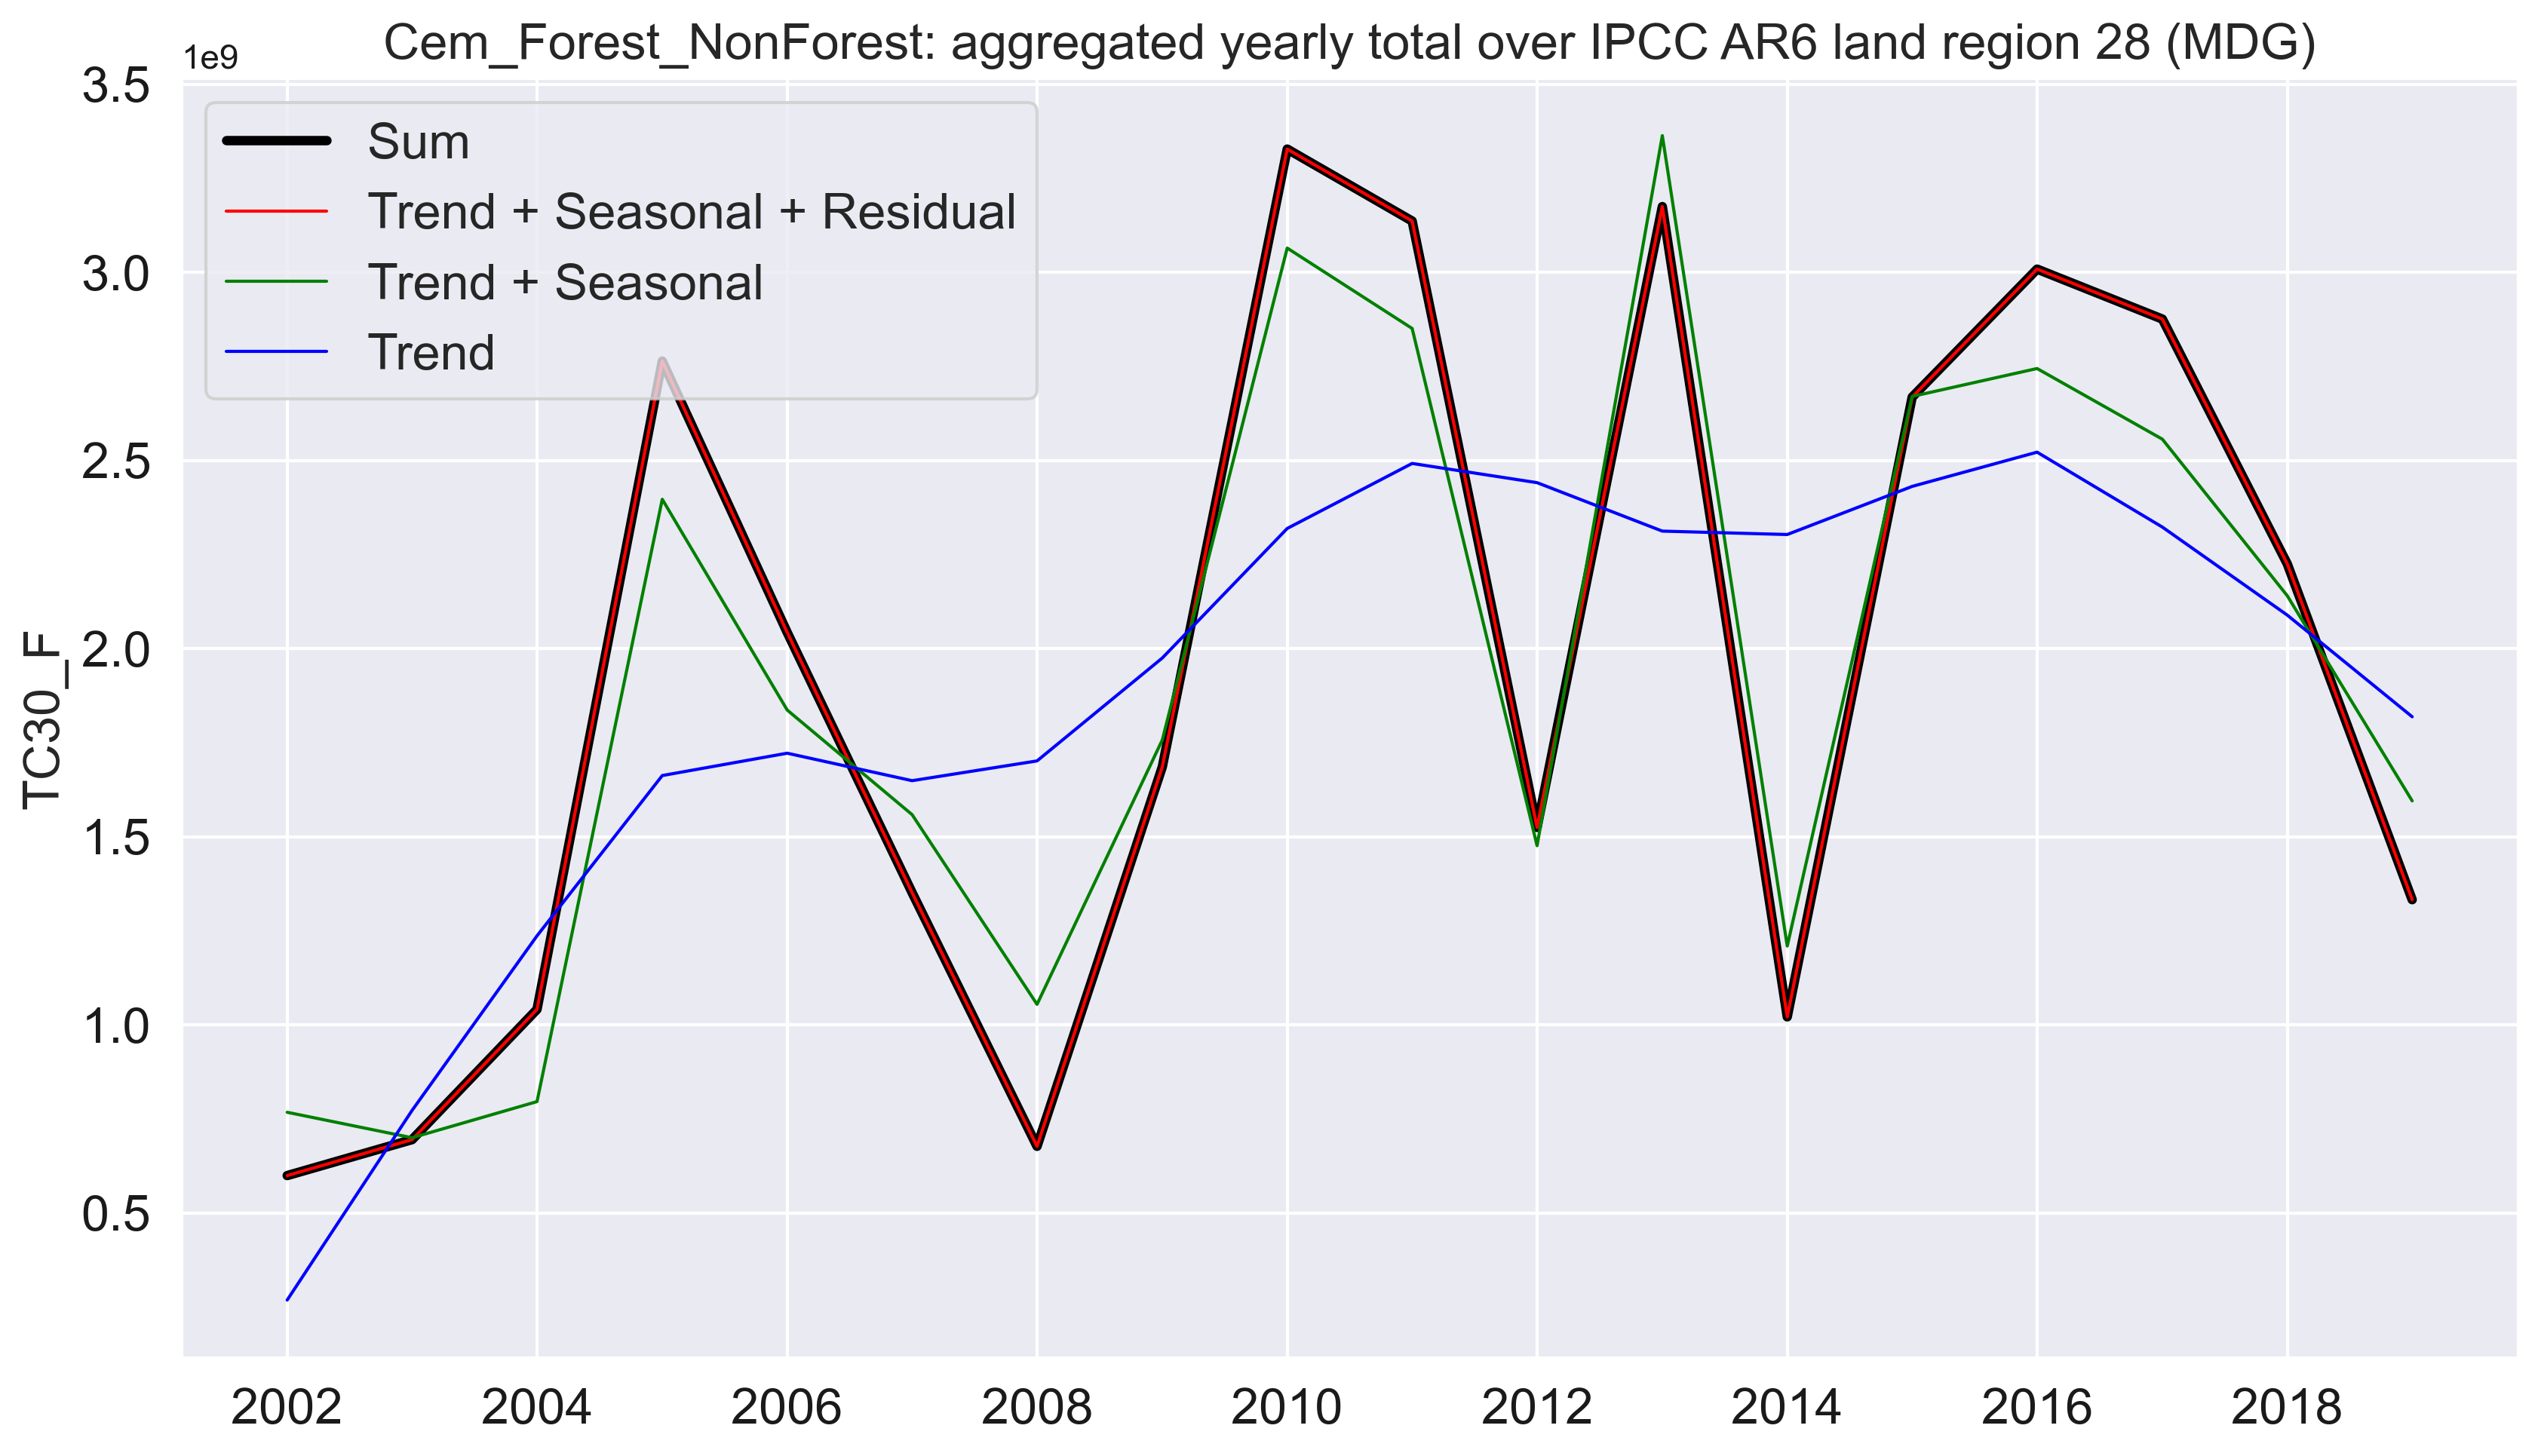 Cem_Forest_NonForest: aggregated yearly total over IPCC AR6 land region 28 (MDG)
1e9
3.5
3.0
2.5
2.0
1.5
1.0
0.5
TC30_F
Sum
Trend + Seasonal + Residual
Trend + Seasonal
Trend
2002 2004 2006 2008 2010 2012 2014 2016 2018